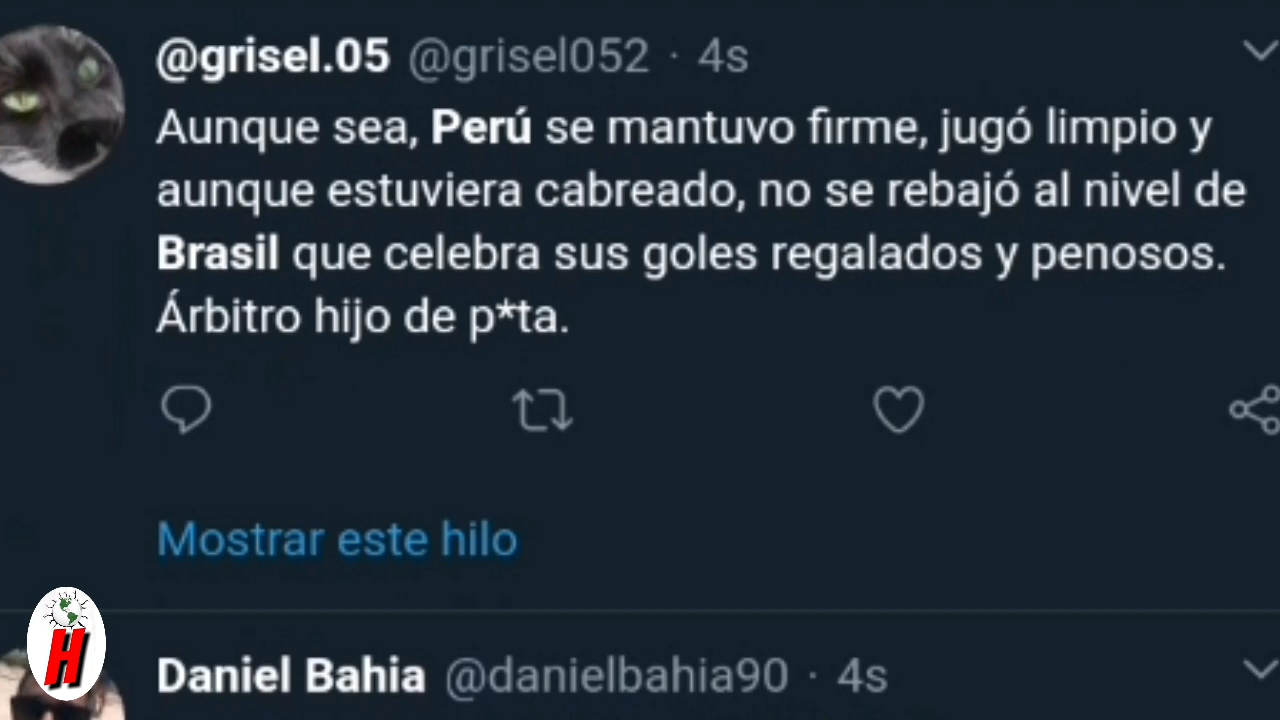 @grisel.05 @grisel052 · 4s
Aunque sea, Perú se mantuvo firme, jugó limpio y
aunque estuviera cabreado, no se rebajó al nivel de
Brasil que celebra sus goles regalados y penosos.
Árbitro hijo de p*ta.
Mostrar este hilo
H
Daniel Bahia @danielbahia90 · 4s